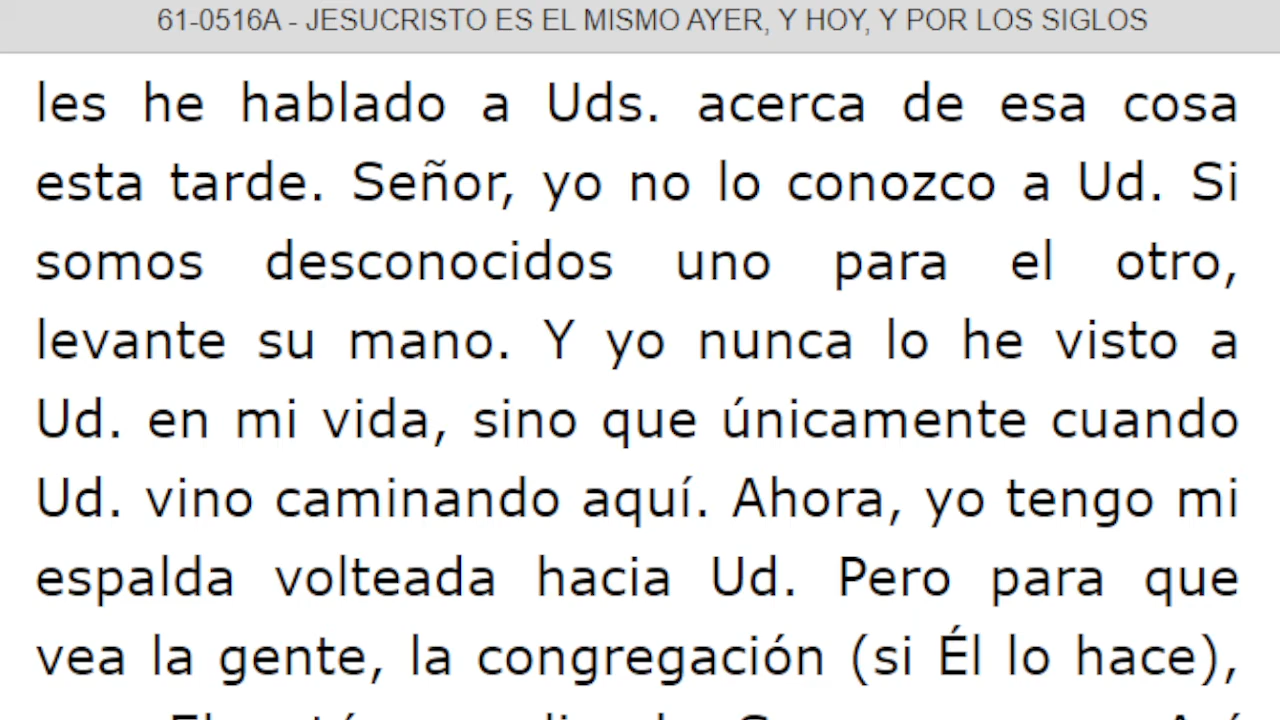 61-0516A - JESUCRISTO ES EL MISMO AYER, Y HOY, Y POR LOS SIGLOS
les he hablado a Uds. acerca de esa cosa
esta tarde. Señor, yo no lo conozco a Ud. Si
somos desconocidos uno para el otro,
levante su mano. Y yo nunca lo he visto a
Ud. en mi vida, sino que únicamente cuando
Ud. vino caminando aquí. Ahora, yo tengo mi
espalda volteada hacia Ud. Pero para que
vea la gente, la congregación (si Él lo hace),